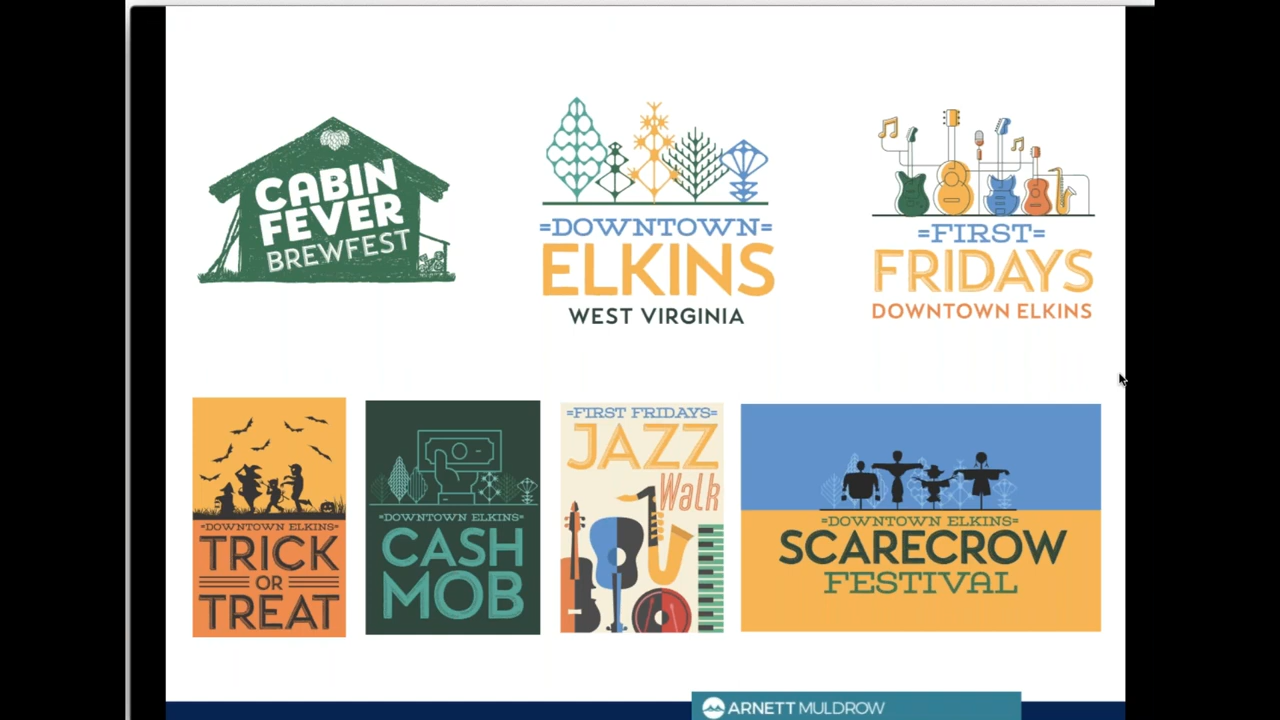 CABIN
FEVER
BREWFEST
=DOWNTOWN=
ELKINS
WEST VIRGINIA
=FIRST=
FRIDAYS
DOWNTOWN ELKINS
=DOWNTOWN ELKINS=
TRICK
OR
TREAT
=DOWNTOWN ELKINS=
CASH
MOB
=FIRST FRIDAYS=
JAZZ
Walk
=DOWNTOWN ELKINS=
SCARECROW
FESTIVAL
ARNETT MULDROW